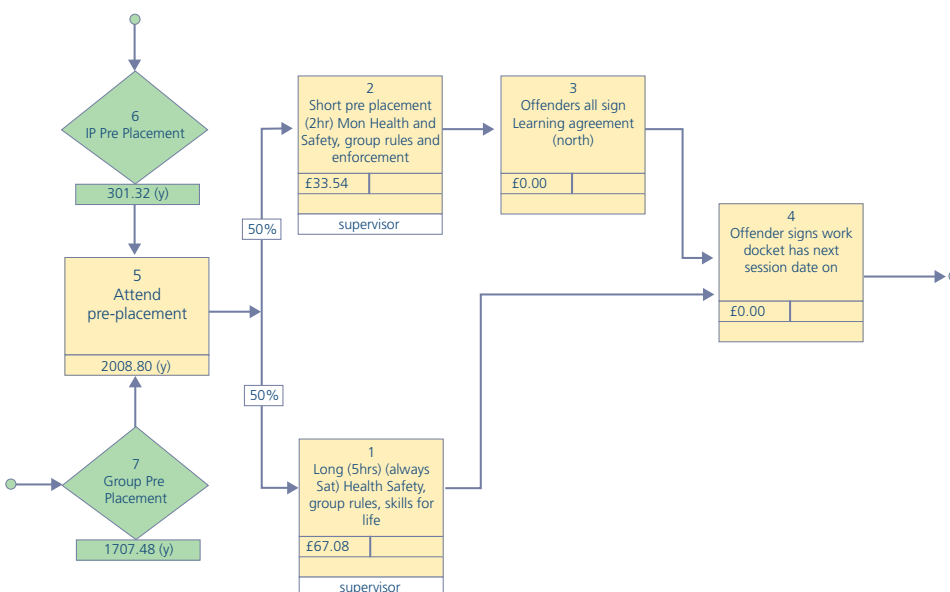 6
IP Pre Placement
301.32 (y)
5
Attend
pre-placement
2008.80 (y)
7
Group Pre
Placement
1707.48 (y)
50%
50%
2
Short pre placement
(2hr) Mon Health and
Safety, group rules and
enforcement
£33.54
supervisor
3
Offenders all sign
Learning agreement
(north)
£0.00
1
Long (5hrs) (always
Sat) Health Safety,
group rules, skills for
life
£67.08
supervisor
4
Offender signs work
docket has next
session date on
£0.00